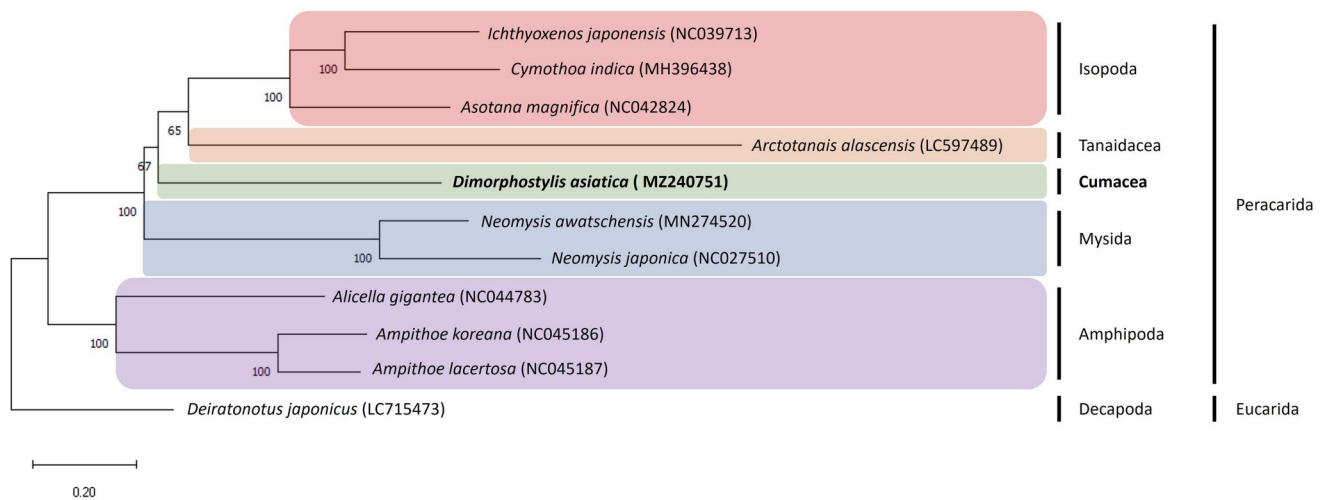 Ichthyoxenos japonensis (NC039713)
Cymothoa indica (MH396438)
100
Isopoda
100
Asotana magnifica (NC042824)
65
Arctotanais alascensis (LC597489)
Tanaidacea
67
Dimorphostylis asiatica ( MZ240751)
Cumacea
Peracarida
100
Neomysis awatschensis (MN274520)
Mysida
100
Neomysis japonica (NC027510)
Alicella gigantea (NC044783)
Ampithoe koreana (NC045186)
Amphipoda
100
100
Ampithoe lacertosa (NC045187)
Deiratonotus japonicus (LC715473)
Decapoda
Eucarida
0.20